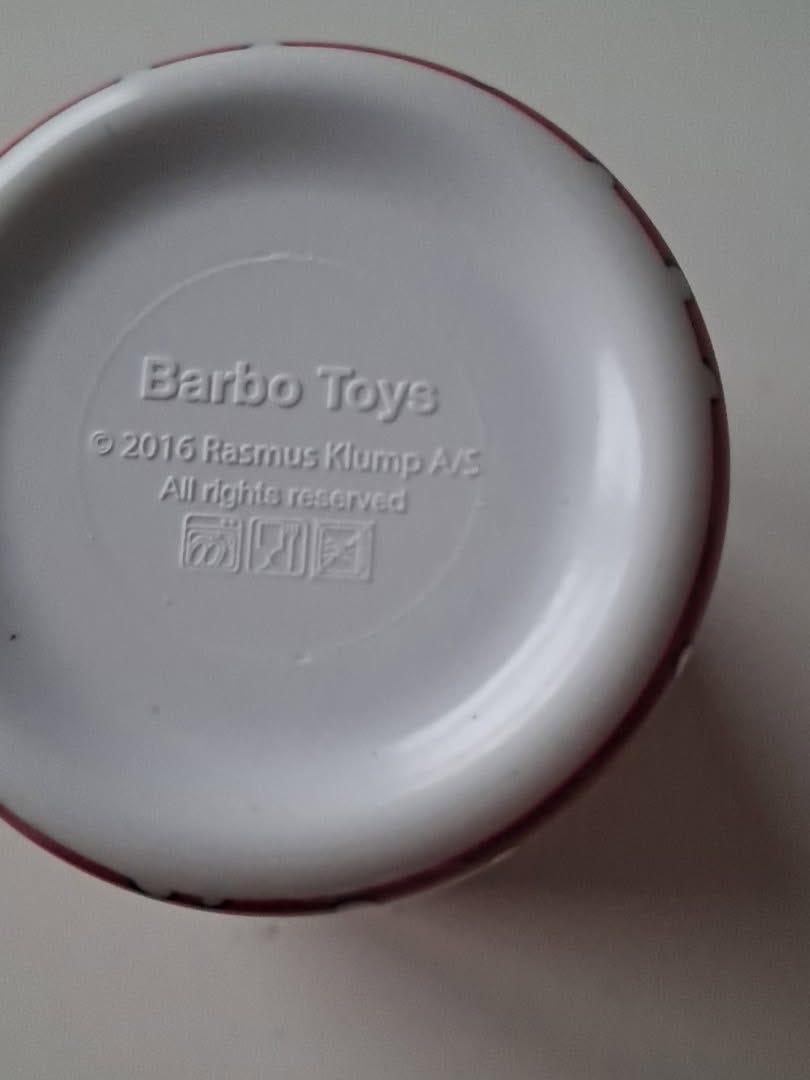 Barbo Toys
© 2016 Rasmus Klump A/S
All rights reserved